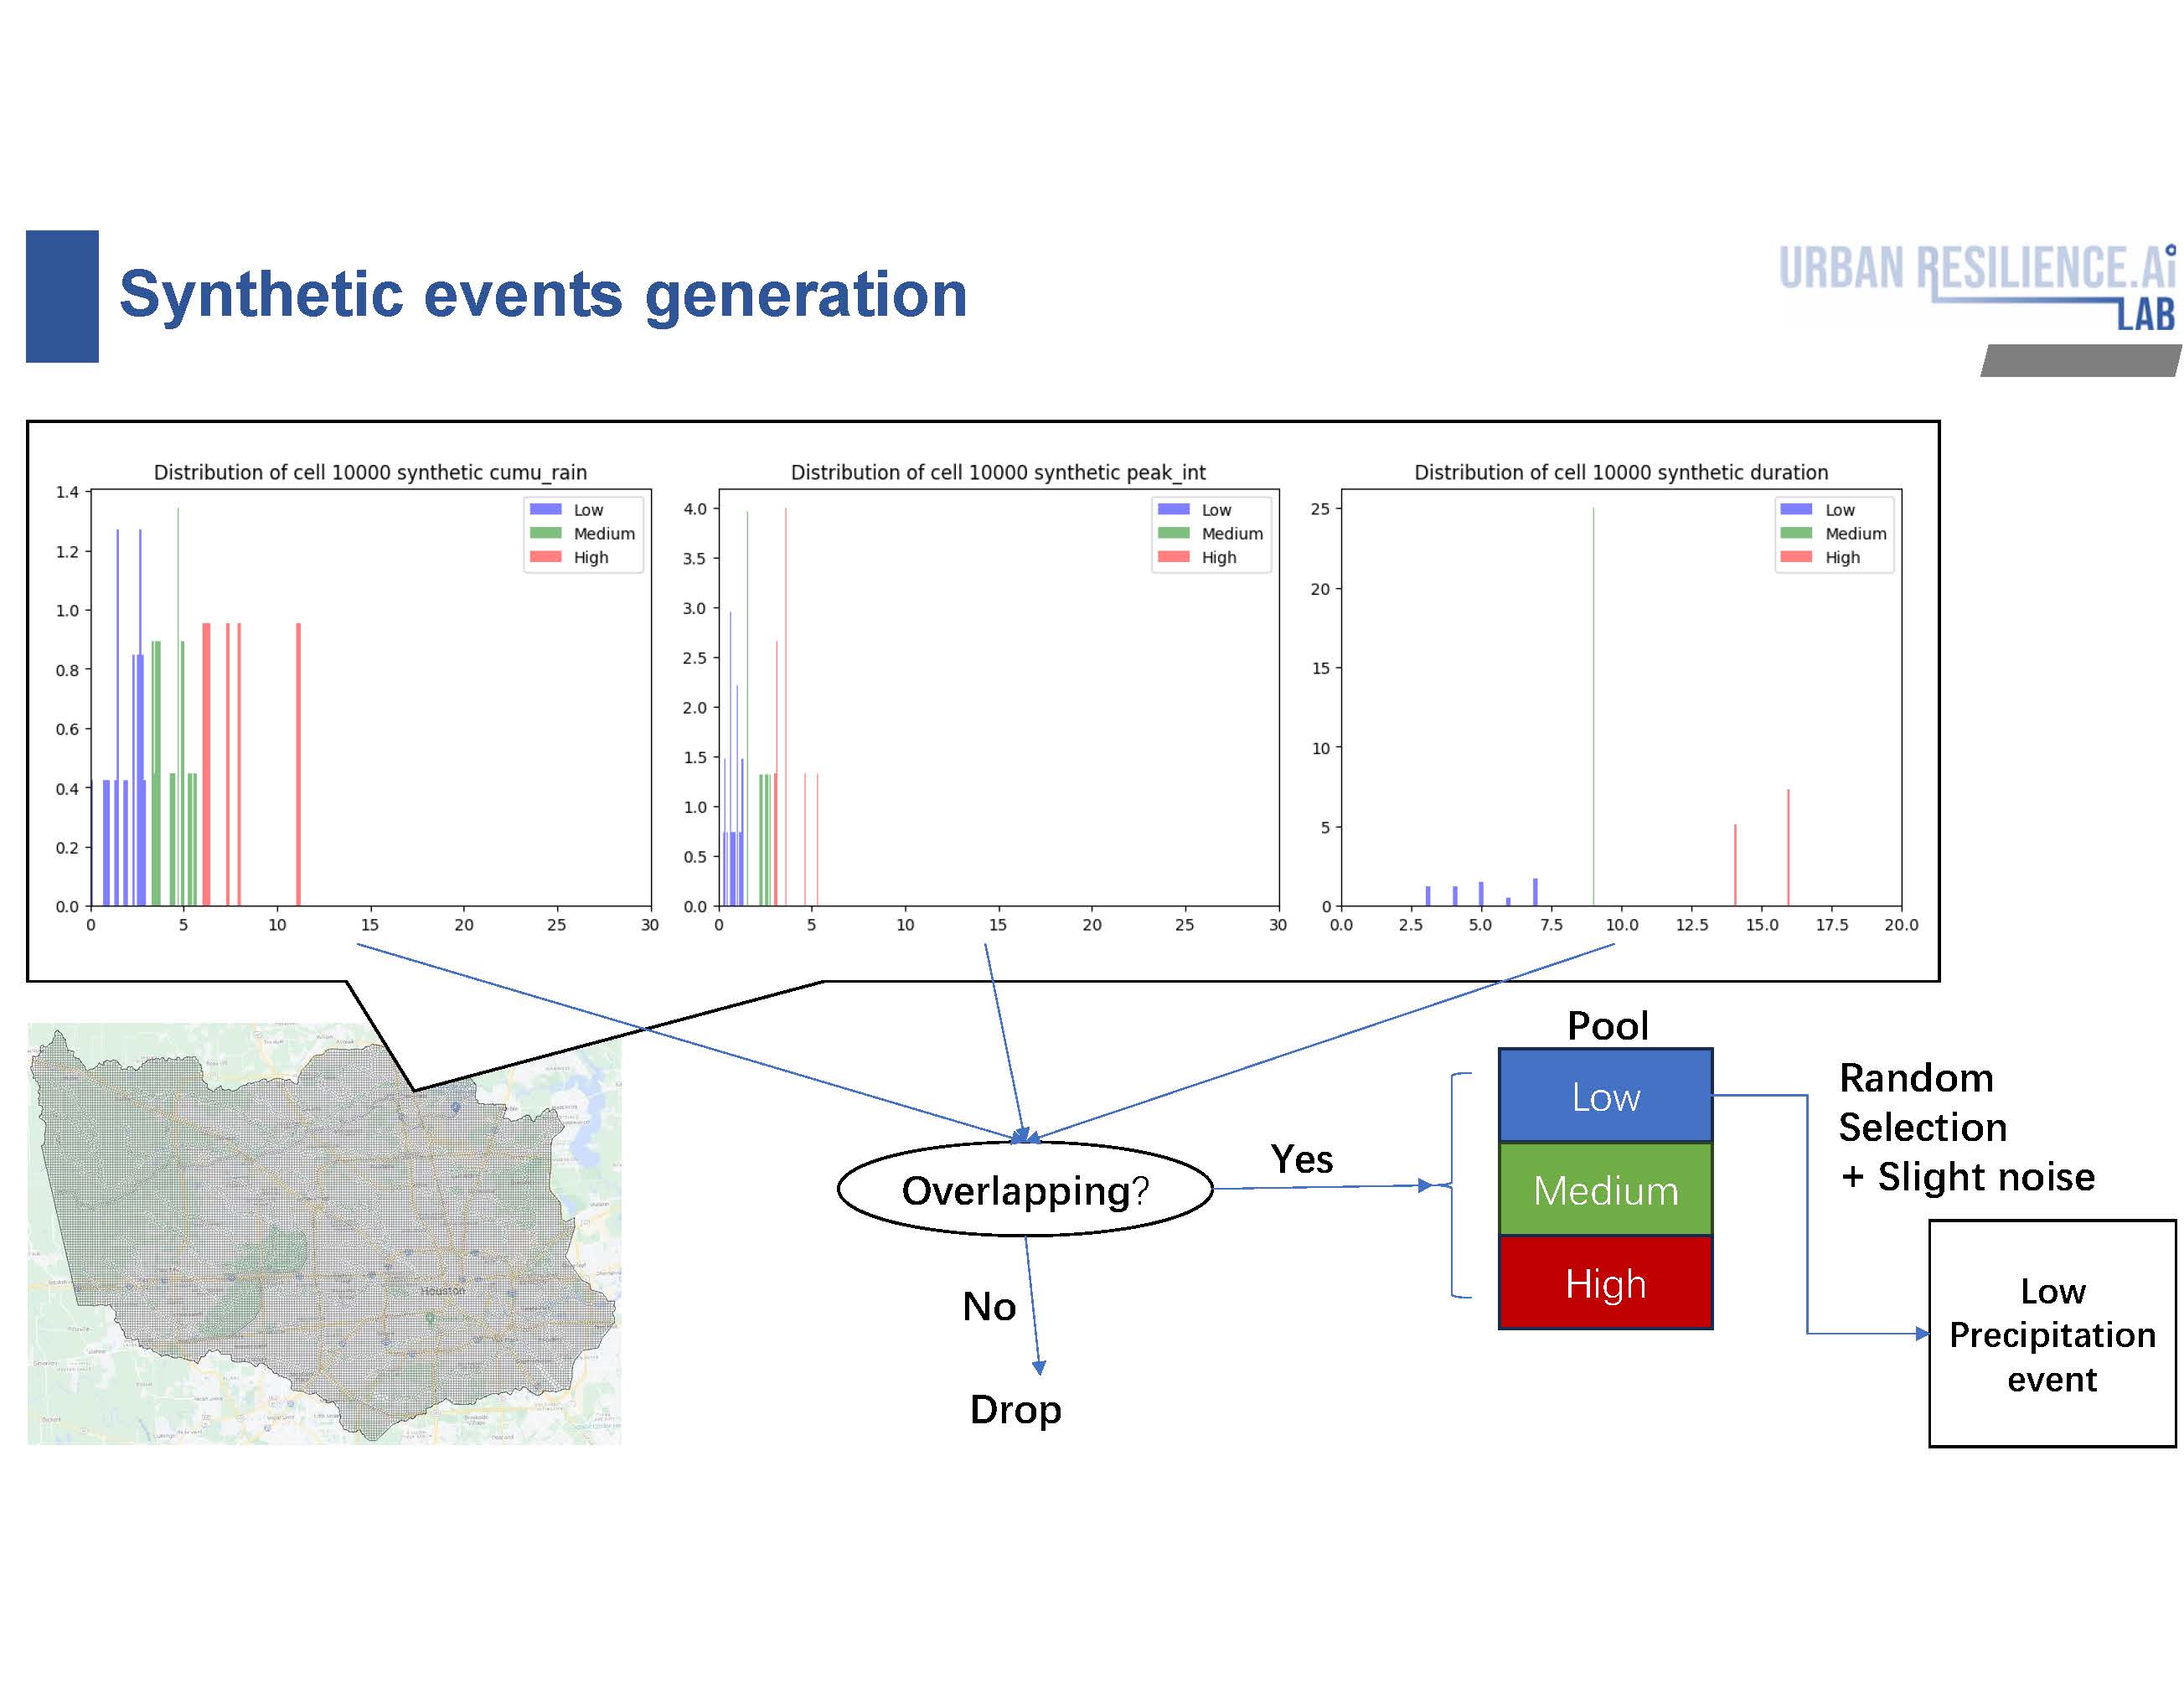 Synthetic events generation
URBAN RESILIENCE.Ai
LAB
Distribution of cell 10000 synthetic cumu_rain
1.4
1.2
1.0
0.8
0.6
0.4
0.2
0.0
0 5 10 15 20 25 30
Low
Medium
High
Distribution of cell 10000 synthetic peak_int
4.0
3.5
3.0
2.5
2.0
1.5
1.0
0.5
0.0
0 5 10 15 20 25 30
Low
Medium
High
Distribution of cell 10000 synthetic duration
25
20
15
10
5
0
0.0 2.5 5.0 7.5 10.0 12.5 15.0 17.5 20.0
Low
Medium
High
Houston
Overlapping?
Yes
No
Drop
Pool
Low
Medium
High
Random
Selection
+ Slight noise
Low
Precipitation
event